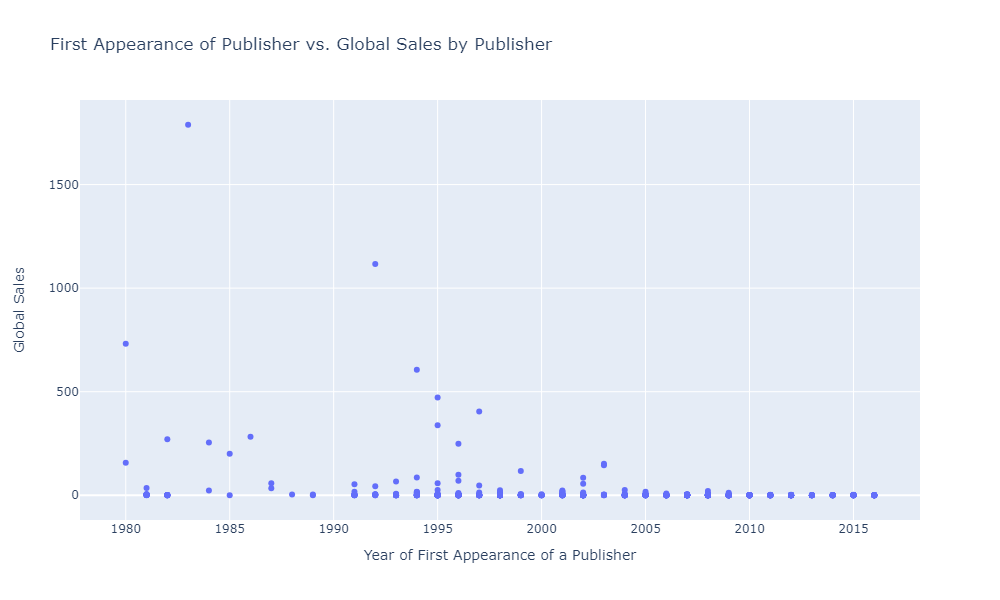 First Appearance of Publisher vs. Global Sales by Publisher
1500
1000
500
0
Global Sales
1980 1985 1990 1995 2000 2005 2010 2015
Year of First Appearance of a Publisher